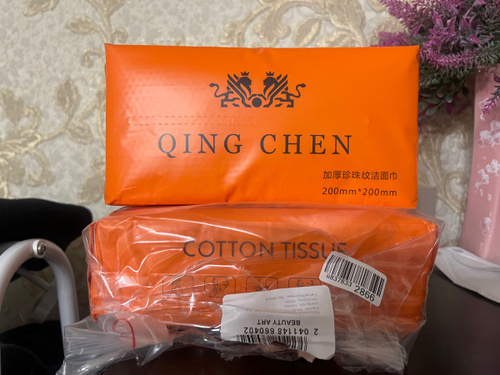 QING CHEN
加厚珍珠纹洁面巾
200mm*200mm
COTTON TISSUE
2866
BEAUTY ART
2 041148 660402